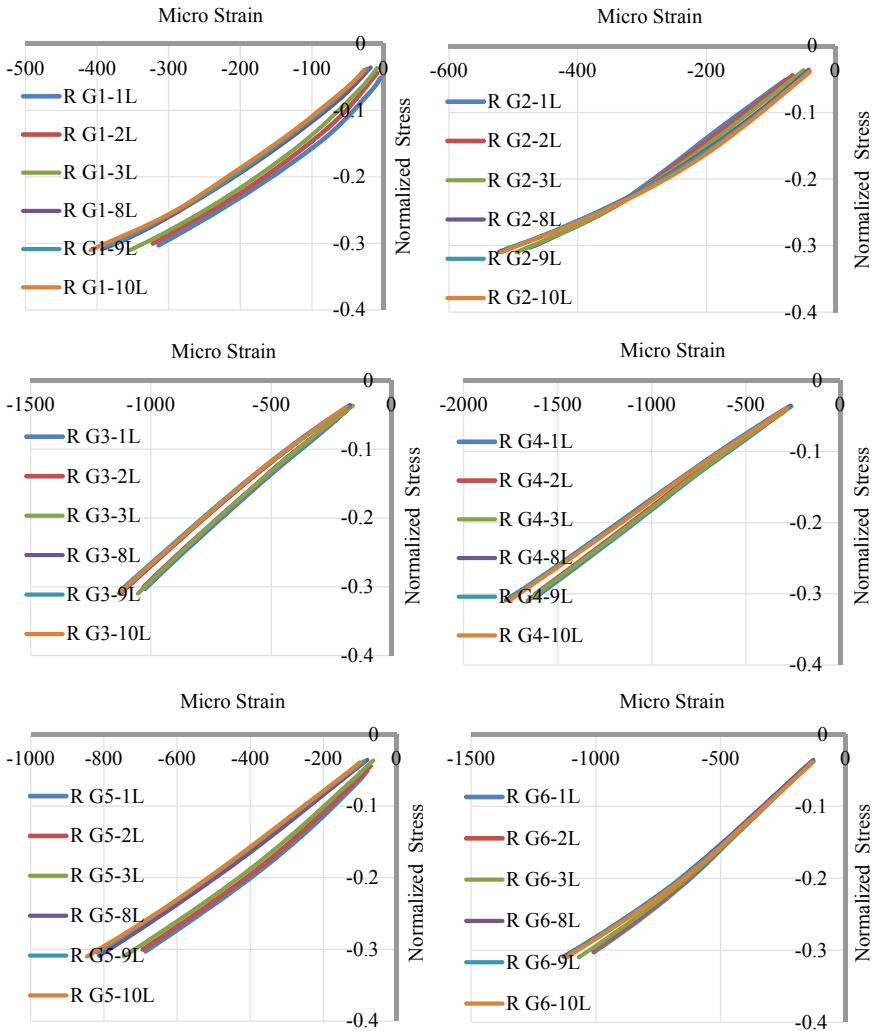 Micro Strain
-500 -400 -300 -200 -100 0
0
-0.1
-0.2
-0.3
-0.4
Normalized Stress
R G1-1L
R G1-2L
R G1-3L
R G1-8L
R G1-9L
R G1-10L
Micro Strain
-600 -400 -200 0
0
-0.1
-0.2
-0.3
-0.4
Normalized Stress
R G2-1L
R G2-2L
R G2-3L
R G2-8L
R G2-9L
R G2-10L
Micro Strain
-1500 -1000 -500 0
0
-0.1
-0.2
-0.3
-0.4
Normalized Stress
R G3-1L
R G3-2L
R G3-3L
R G3-8L
R G3-9L
R G3-10L
Micro Strain
-2000 -1500 -1000 -500 0
0
-0.1
-0.2
-0.3
-0.4
Normalized Stress
R G4-1L
R G4-2L
R G4-3L
R G4-8L
R G4-9L
R G4-10L
Micro Strain
-1000 -800 -600 -400 -200 0
0
-0.1
-0.2
-0.3
-0.4
Normalized Stress
R G5-1L
R G5-2L
R G5-3L
R G5-8L
R G5-9L
R G5-10L
Micro Strain
-1500 -1000 -500 0
0
-0.1
-0.2
-0.3
-0.4
Normalized Stress
R G6-1L
R G6-2L
R G6-3L
R G6-8L
R G6-9L
R G6-10L